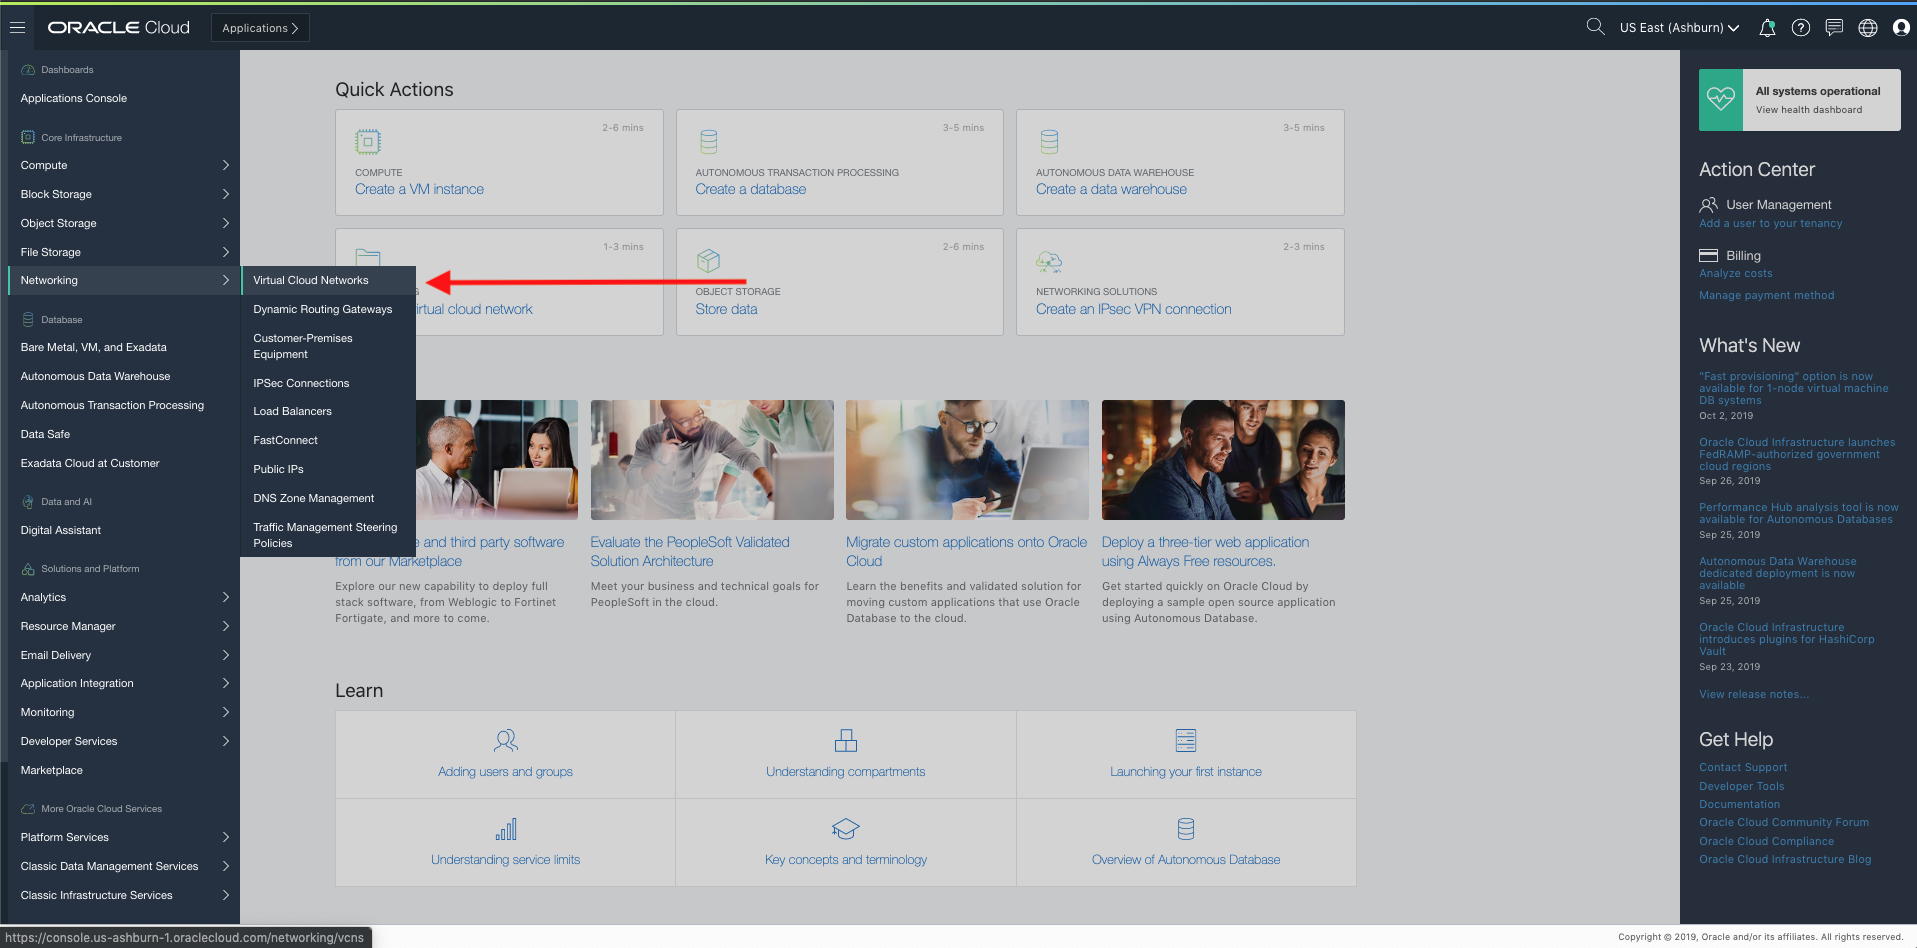 ORACLE Cloud
Applications
US East (Ashburn)
Dashboards
Applications Console
Core Infrastructure
Compute
Block Storage
Object Storage
File Storage
Networking
Database
Bare Metal, VM, and Exadata
Autonomous Data Warehouse
Autonomous Transaction Processing
Data Safe
Exadata Cloud at Customer
Data and AI
Digital Assistant
Solutions and Platform
Analytics
Resource Manager
Email Delivery
Application Integration
Monitoring
Developer Services
Marketplace
More Oracle Cloud Services
Platform Services
Classic Data Management Services
Classic Infrastructure Services
Virtual Cloud Networks
Dynamic Routing Gateways
Customer-Premises
Equipment
IPSec Connections
Load Balancers
FastConnect
Public IPs
DNS Zone Management
Traffic Management Steering
Policies
Quick Actions
2-6 mins
COMPUTE
Create a VM instance
3-5 mins
AUTONOMOUS TRANSACTION PROCESSING
Create a database
3-5 mins
AUTONOMOUS DATA WAREHOUSE
Create a data warehouse
1-3 mins
irtual cloud network
2-6 mins
OBJECT STORAGE
Store data
2-3 mins
NETWORKING SOLUTIONS
Create an IPsec VPN connection
e and third party software
from our Marketplace
Explore our new capability to deploy full
stack software, from Weblogic to Fortinet
Fortigate, and more to come.
Evaluate the PeopleSoft Validated
Solution Architecture
Meet your business and technical goals for
PeopleSoft in the cloud.
Migrate custom applications onto Oracle
Cloud
Learn the benefits and validated solution for
moving custom applications that use Oracle
Database to the cloud.
Deploy a three-tier web application
using Always Free resources.
Get started quickly on Oracle Cloud by
deploying a sample open source application
using Autonomous Database.
Learn
Adding users and groups
Understanding compartments
Launching your first instance
Understanding service limits
Key concepts and terminology
Overview of Autonomous Database
All systems operational
View health dashboard
Action Center
User Management
Add a user to your tenancy
Billing
Analyze costs
Manage payment method
What's New
"Fast provisioning" option is now
available for 1-node virtual machine
DB systems
Oct 2, 2019
Oracle Cloud Infrastructure launches
FedRAMP-authorized government
cloud regions
Sep 26, 2019
Performance Hub analysis tool is now
available for Autonomous Databases
Sep 25, 2019
Autonomous Data Warehouse
dedicated deployment is now
available
Sep 25, 2019
Oracle Cloud Infrastructure
introduces plugins for HashiCorp
Vault
Sep 23, 2019
View release notes...
Get Help
Contact Support
Developer Tools
Documentation
Oracle Cloud Community Forum
Oracle Cloud Compliance
Oracle Cloud Infrastructure Blog
https://console.us-ashburn-1.oraclecloud.com/networking/vcns
Copyright © 2019, Oracle and/or its affiliates. All rights reserved.